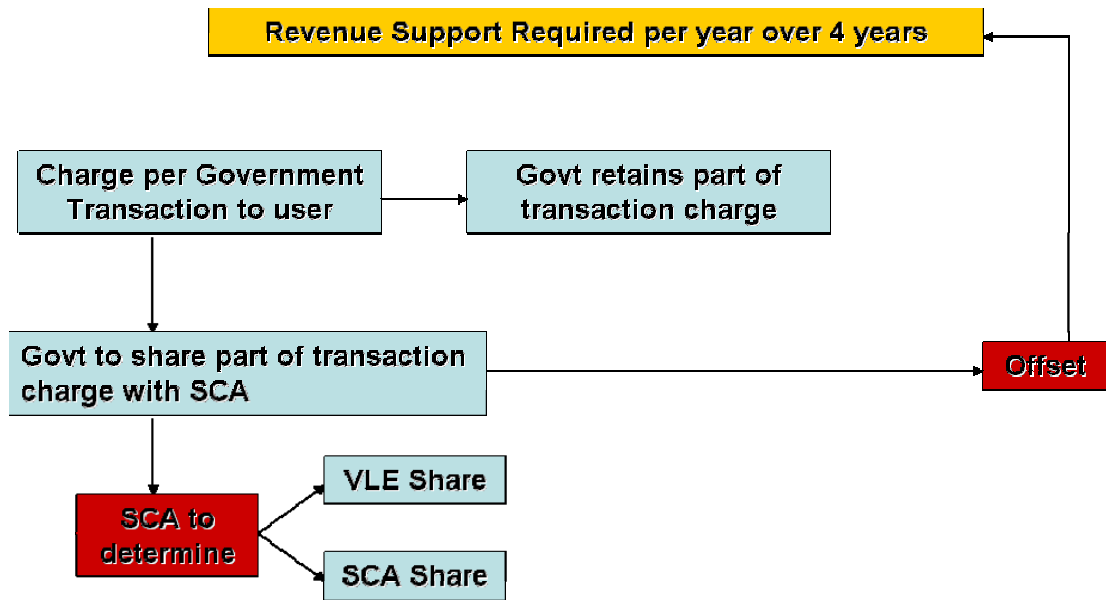 Revenue Support Required per year over 4 years
Charge per Government
Transaction to user
Govt retains part of
transaction charge
Govt to share part of transaction
charge with SCA
Offset
VLE Share
SCA to
determine
SCA Share